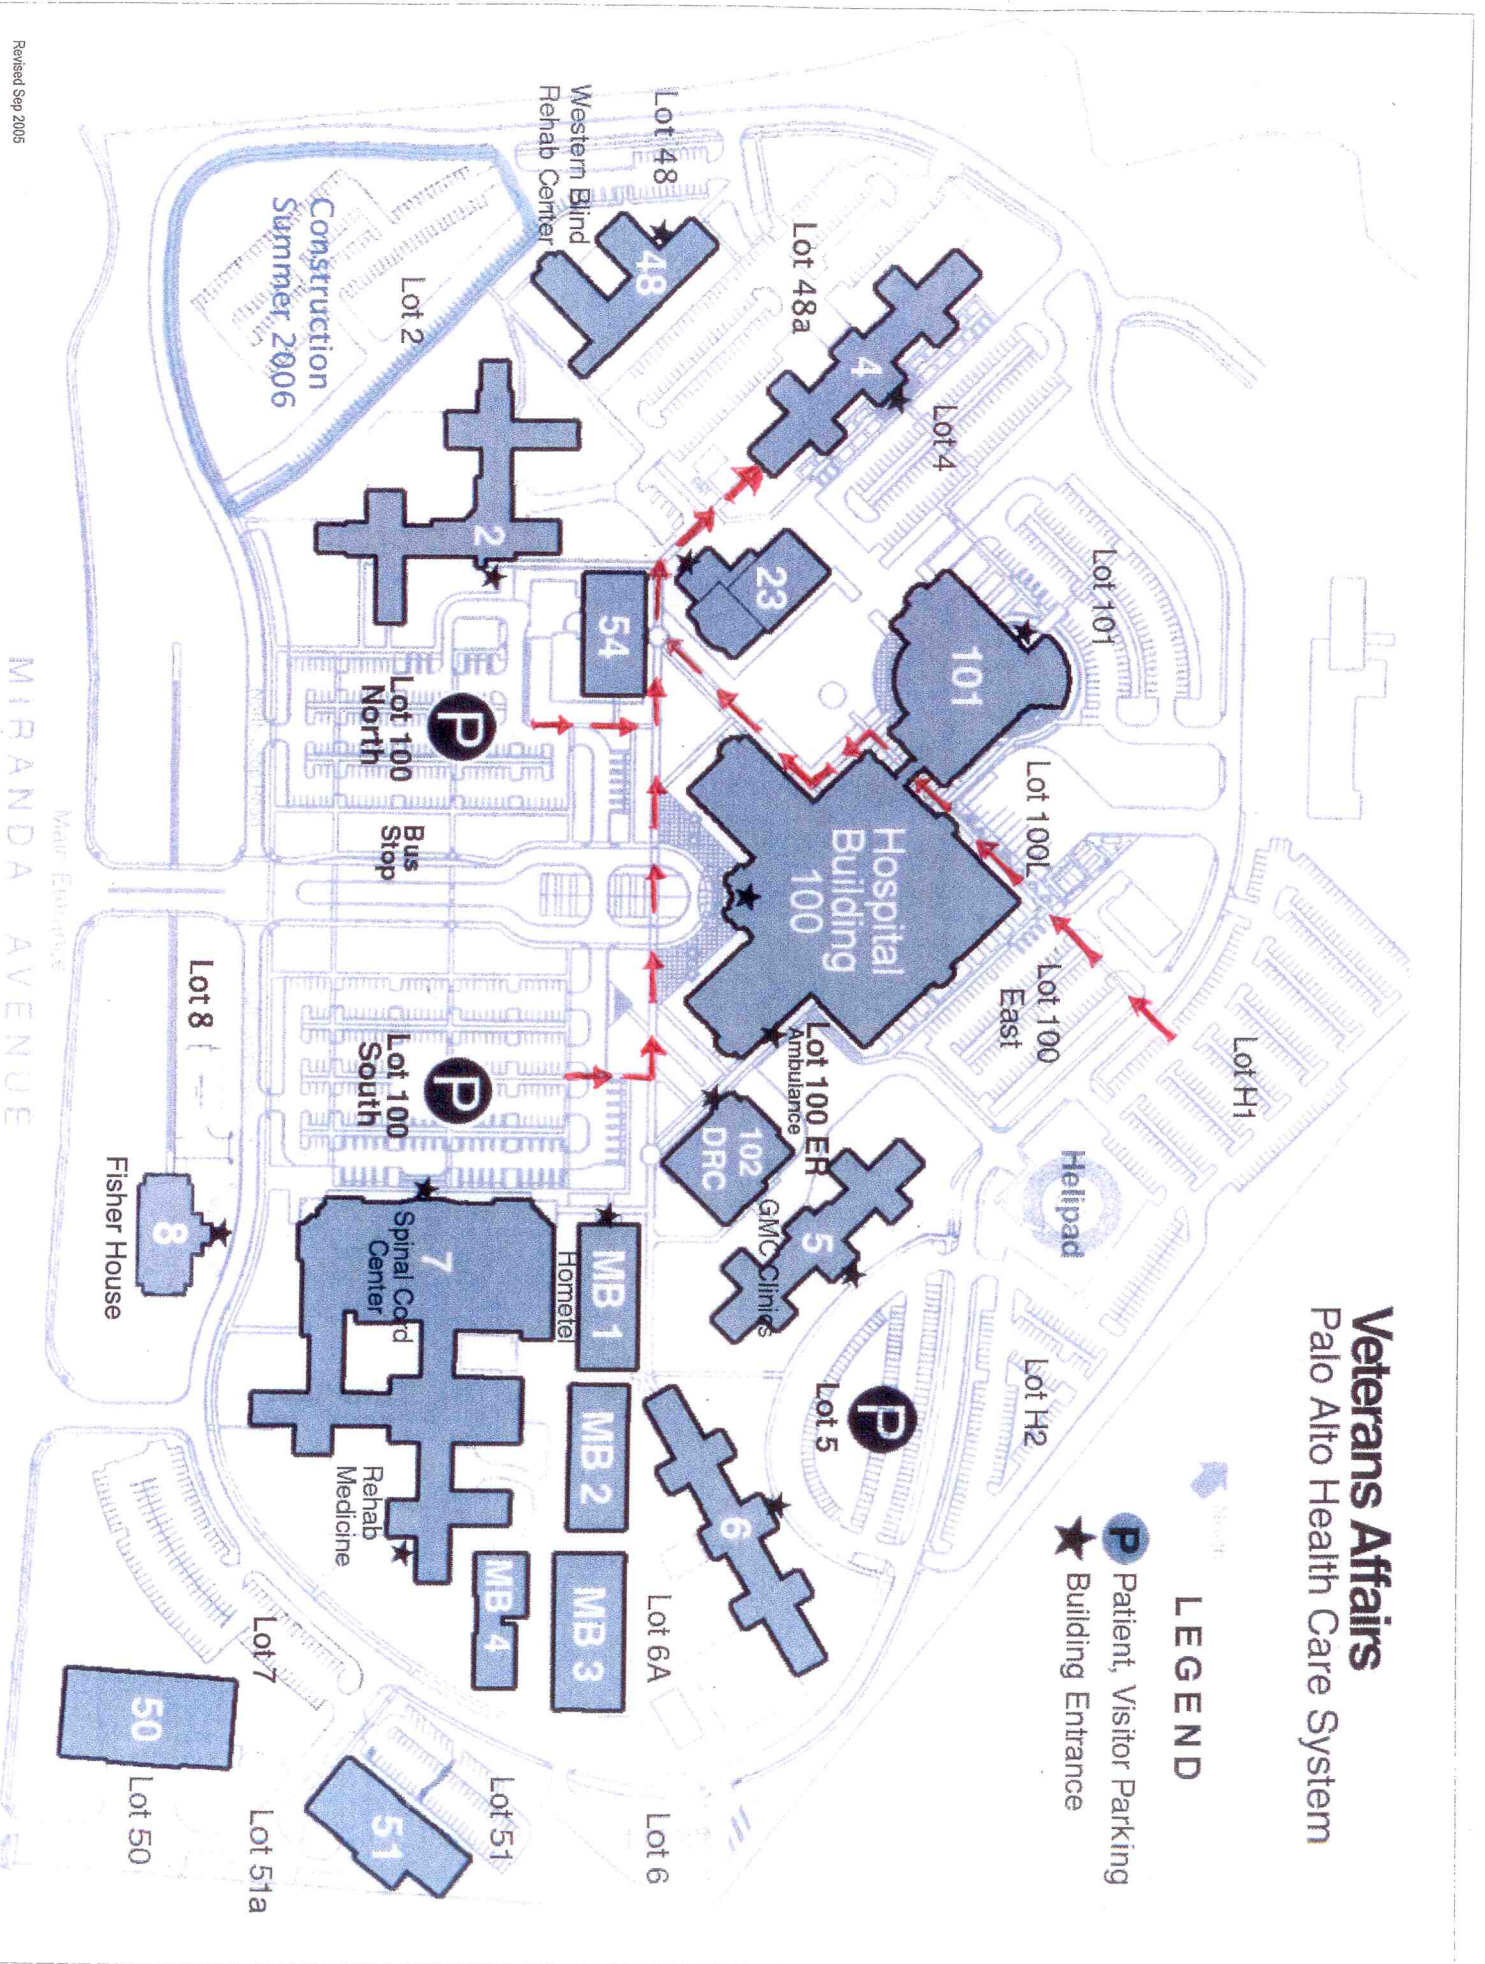 Veterans Affairs
Palo Alto Health Care System
LEGEND
P Patient, Visitor Parking
Building Entrance
Lot H1
Helipad
Lot H2
Lot 101
Lot 100L
Lot 100
East
101
Lot 4
4
Lot 48a
Lot 48
48
Western Blind
Rehab Center
23
Hospital
Building
100
Lot 100 ER
Ambulance
102
DRC
5
GMC Clinics
P
Lot 5
6
Lot 6A
Lot 6
54
2
Lot 2
Construction
Summer 2006
P
Lot 100
North
Bus
Stop
P
Lot 100
South
MB 1
Hometel
MB 2
MB 3
MB 4
7
Spinal Cord
Center
Rehab
Medicine
Lot 8
8
Fisher House
Lot 7
50
Lot 50
51
Lot 51
Lot 51a
Main Entrance
MIRANDA AVENUE
Revised Sep 2005